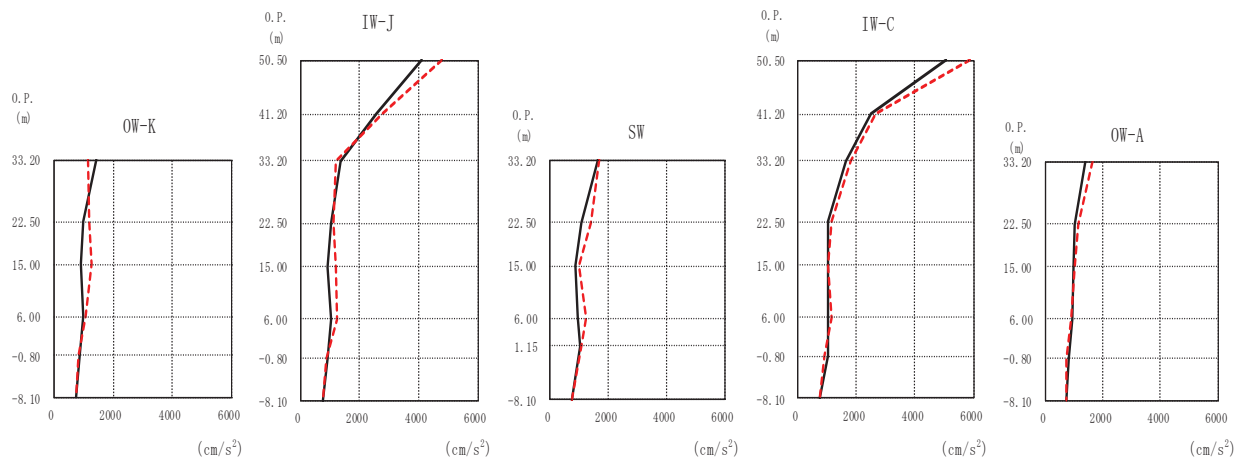 O.P.
(m)
OW-K
33.20
22.50
15.00
6.00
-0.80
-8.10
0
2000
4000
6000
(cm/s²)
O.P.
(m)
IW-J
50.50
41.20
33.20
22.50
15.00
6.00
-0.80
-8.10
0
2000
4000
6000
(cm/s²)
O.P.
(m)
SW
33.20
22.50
15.00
6.00
1.15
-8.10
0
2000
4000
6000
(cm/s²)
O.P.
(m)
IW-C
50.50
41.20
33.20
22.50
15.00
6.00
-0.80
-8.10
0
2000
4000
6000
(cm/s²)
O.P.
(m)
OW-A
33.20
22.50
15.00
6.00
-0.80
-8.10
0
2000
4000
6000
(cm/s²)